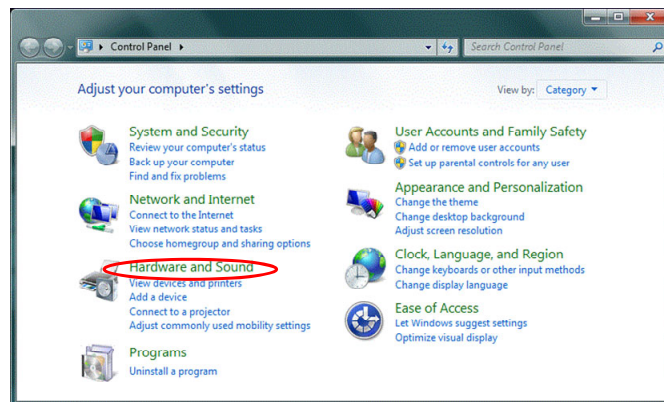 Control Panel
Search Control Panel
Adjust your computer's settings
View by: Category
System and Security
Review your computer's status
Back up your computer
Find and fix problems
Network and Internet
Connect to the Internet
View network status and tasks
Choose homegroup and sharing options
Hardware and Sound
View devices and printers
Add a device
Connect to a projector
Adjust commonly used mobility settings
Programs
Uninstall a program
User Accounts and Family Safety
Add or remove user accounts
Set up parental controls for any user
Appearance and Personalization
Change the theme
Change desktop background
Adjust screen resolution
Clock, Language, and Region
Change keyboards or other input methods
Change display language
Ease of Access
Let Windows suggest settings
Optimize visual display